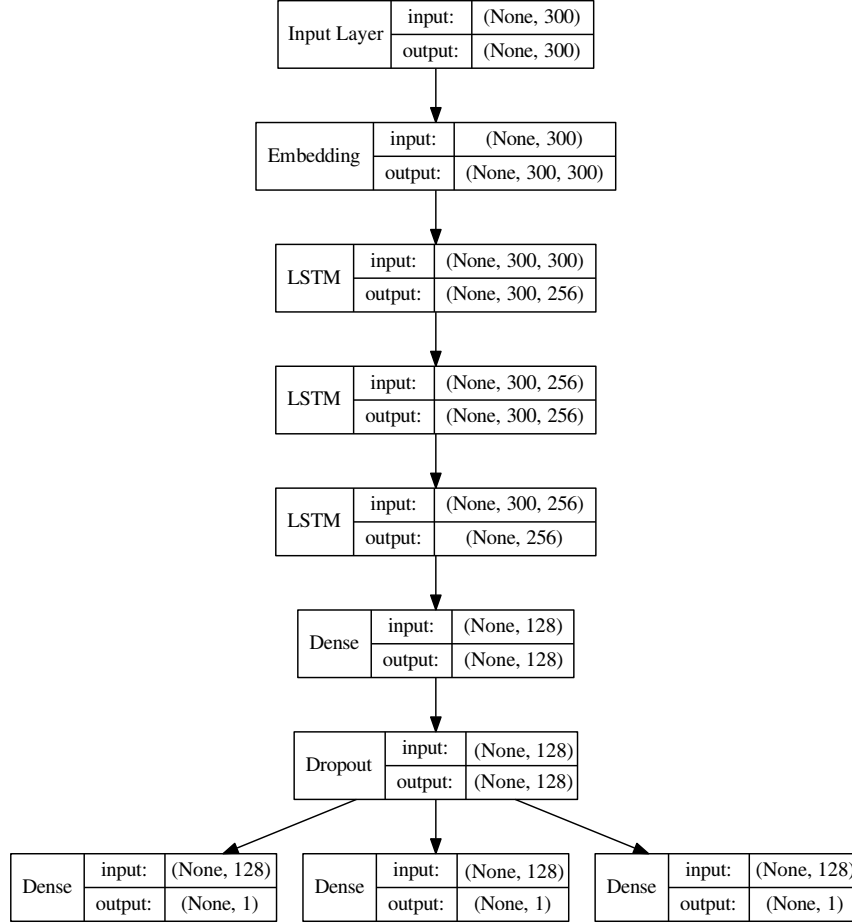 Input Layer input: (None, 300)
output: (None, 300)
Embedding input: (None, 300)
output: (None, 300, 300)
LSTM input: (None, 300, 300)
output: (None, 300, 256)
LSTM input: (None, 300, 256)
output: (None, 300, 256)
LSTM input: (None, 300, 256)
output: (None, 256)
Dense input: (None, 128)
output: (None, 128)
Dropout input: (None, 128)
output: (None, 128)
Dense input: (None, 128)
output: (None, 1)
Dense input: (None, 128)
output: (None, 1)
Dense input: (None, 128)
output: (None, 1)